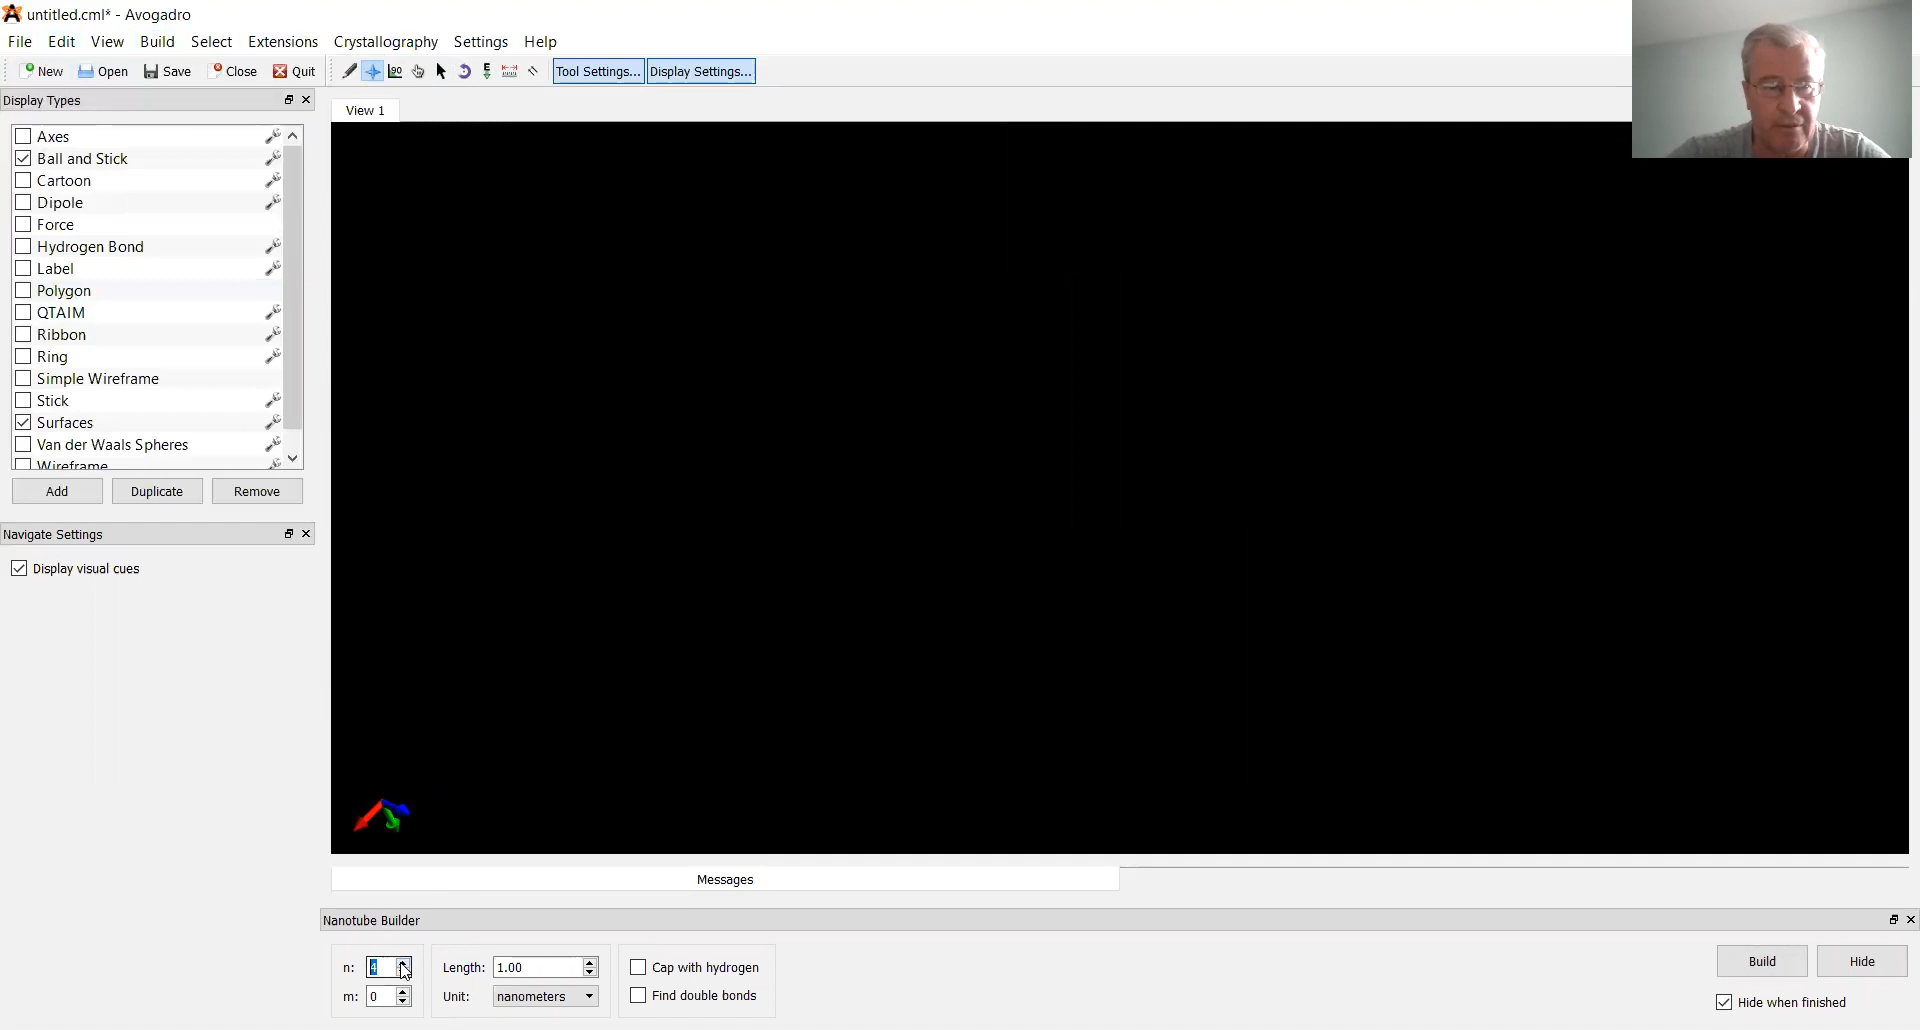 untitled.cml* - Avogadro
File Edit View Build Select Extensions Crystallography Settings Help
New Open Save Close Quit Tool Settings... Display Settings...
Display Types
View 1
Axes
Ball and Stick
Cartoon
Dipole
Force
Hydrogen Bond
Label
Polygon
QTAIM
Ribbon
Ring
Simple Wireframe
Stick
Surfaces
Van der Waals Spheres
Wireframe
Add Duplicate Remove
Navigate Settings
Display visual cues
Messages
Nanotube Builder
n: 4 Length: 1.00 Cap with hydrogen Build Hide
m: 0 Unit: nanometers Find double bonds Hide when finished